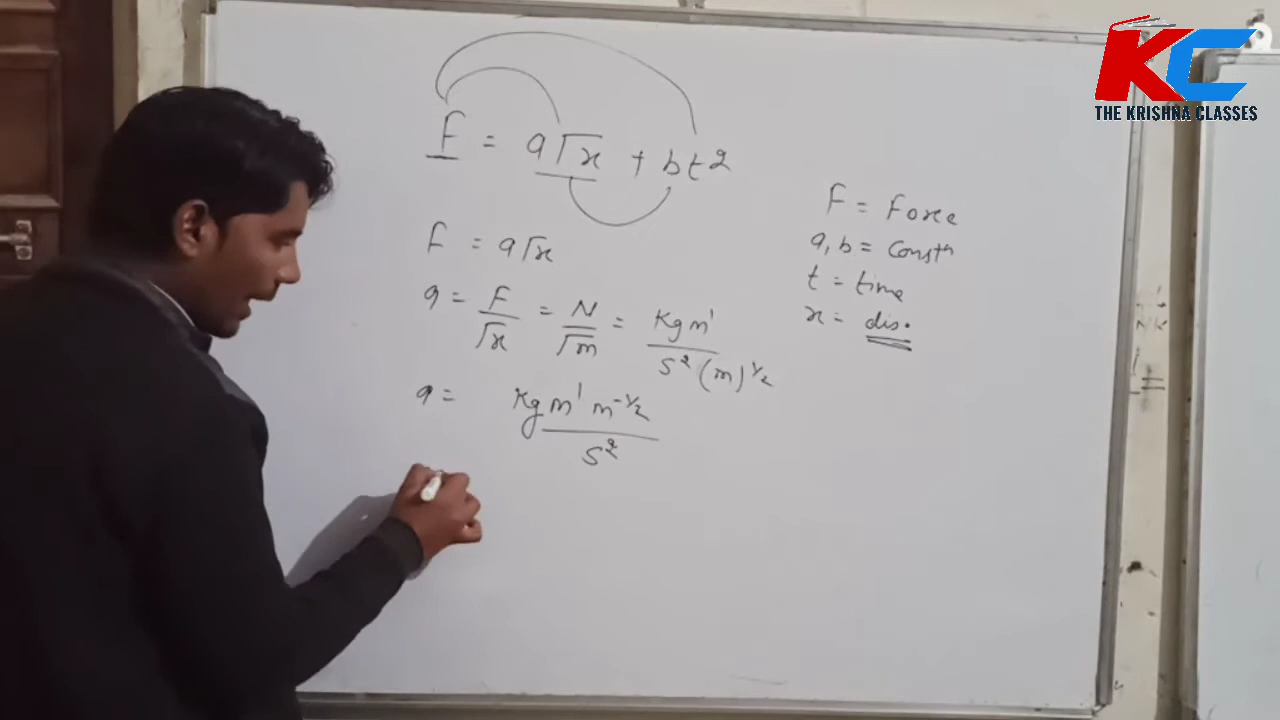 KC
THE KRISHNA CLASSES
F = a√x + bt²
F = a√x
a = F/√x = N/√m = Kg m¹/s² (m)^1/2
a = Kg m¹ m^-1/2/s²
F = Force
a, b = Constn
t = time
x = dis.